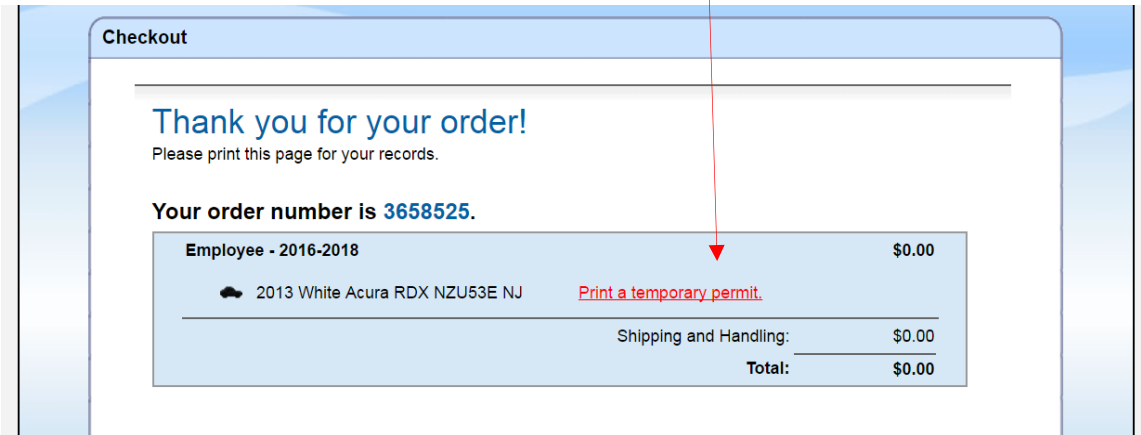 Checkout
Thank you for your order!
Please print this page for your records.
Your order number is 3658525.
Employee - 2016-2018 $0.00
2013 White Acura RDX NZU53E NJ Print a temporary permit.
Shipping and Handling: $0.00
Total: $0.00